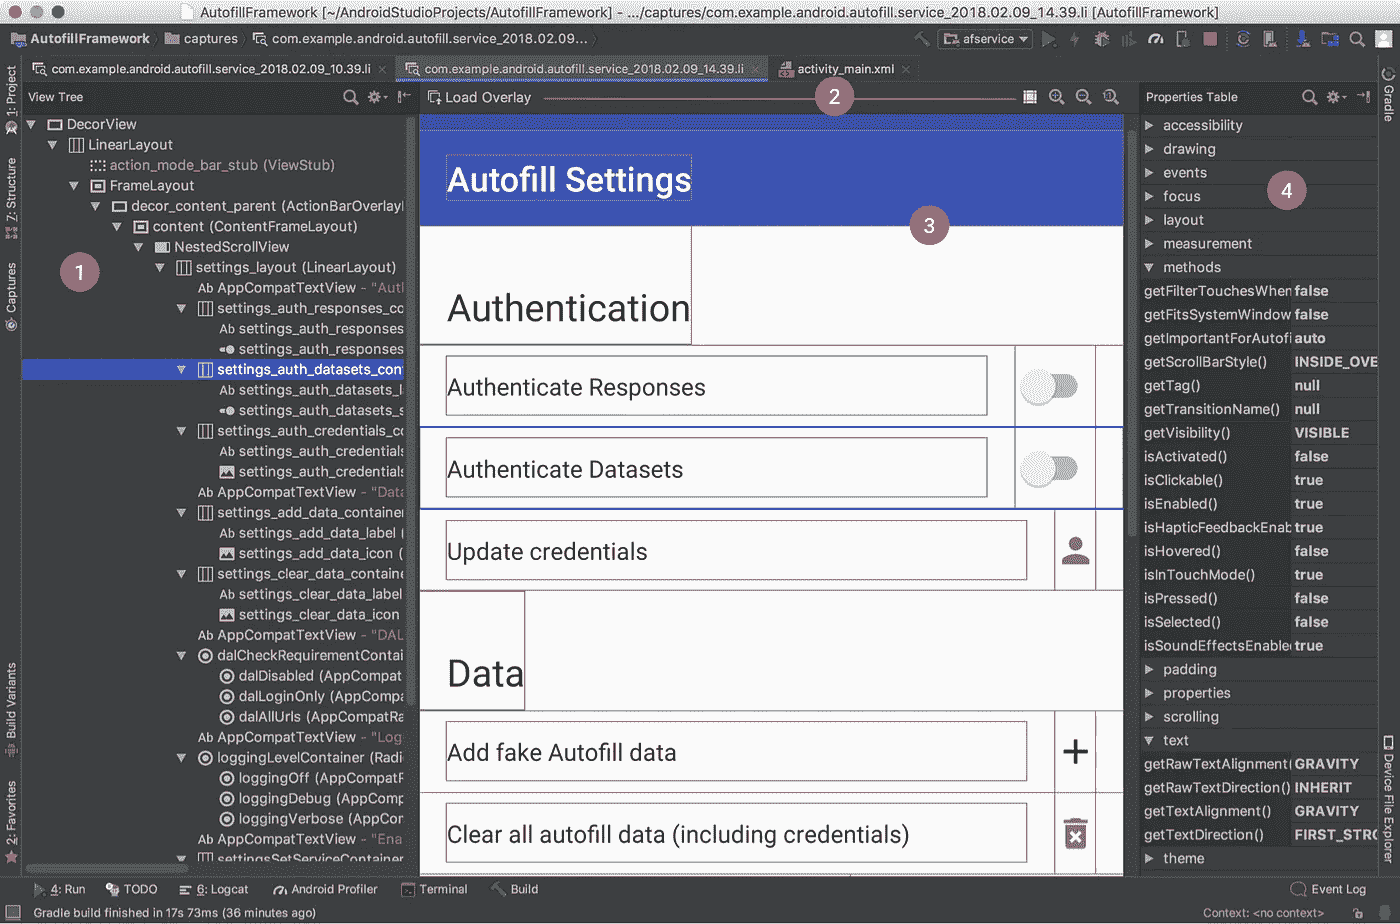 AutofillFramework [~/AndroidStudioProjects/AutofillFramework] - .../captures/com.example.android.autofill.service_2018.02.09_14.39.li [AutofillFramework]
AutofillFramework captures com.example.android.autofill.service_2018.02.09... afservice
com.example.android.autofill.service_2018.02.09_10.39.li com.example.android.autofill.service_2018.02.09_14.39.li activity_main.xml
1: Project
Z: Structure
Captures
Build Variants
2: Favorites
View Tree
DecorView
LinearLayout
action_mode_bar_stub (ViewStub)
FrameLayout
decor_content_parent (ActionBarOverlayl
content (ContentFrameLayout)
NestedScrollView
1
settings_layout (LinearLayout)
Ab AppCompatTextView - "Aut
settings_auth_responses_co
Ab settings_auth_responses
settings_auth_responses
settings_auth_datasets_con
Ab settings_auth_datasets_l
settings_auth_datasets_s
settings_auth_credentials_co
Ab settings_auth_credentials
settings_auth_credentials
Ab AppCompatTextView - "Data
settings_add_data_container
Ab settings_add_data_label (
settings_add_data_icon (
settings_clear_data_containe
Ab settings_clear_data_label
settings_clear_data_icon
Ab AppCompatTextView - "DAL
dalCheckRequirementContai
dalDisabled (AppCompat
dalLoginOnly (AppCompa
dalAllUrls (AppCompatRa
Ab AppCompatTextView - "Log
loggingLevelContainer (Radi
loggingOff (AppCompatR
loggingDebug (AppComp
loggingVerbose (AppCom
Ab AppCompatTextView - "Ena
settingsSetServiceContainer
Load Overlay
2
Autofill Settings
3
Authentication
Authenticate Responses
Authenticate Datasets
Update credentials
Data
Add fake Autofill data
Clear all autofill data (including credentials)
Properties Table
accessibility
drawing
events
focus
4
layout
measurement
methods
getFilterTouchesWhen false
getFitsSystemWindow false
getImportantForAutofi auto
getScrollBarStyle() INSIDE_OVE
getTag() null
getTransitionName() null
getVisibility() VISIBLE
isActivated() false
isClickable() true
isEnabled() true
isHapticFeedbackEnab true
isHovered() false
isInTouchMode() true
isPressed() false
isSelected() false
isSoundEffectsEnable true
padding
properties
scrolling
text
getRawTextAlignment( GRAVITY
getRawTextDirection() INHERIT
getTextAlignment() GRAVITY
getTextDirection() FIRST_STRO
theme
Gradle
Device File Explorer
4: Run TODO 6: Logcat Android Profiler Terminal Build Event Log
Gradle build finished in 17s 73ms (36 minutes ago) Context: <no context>